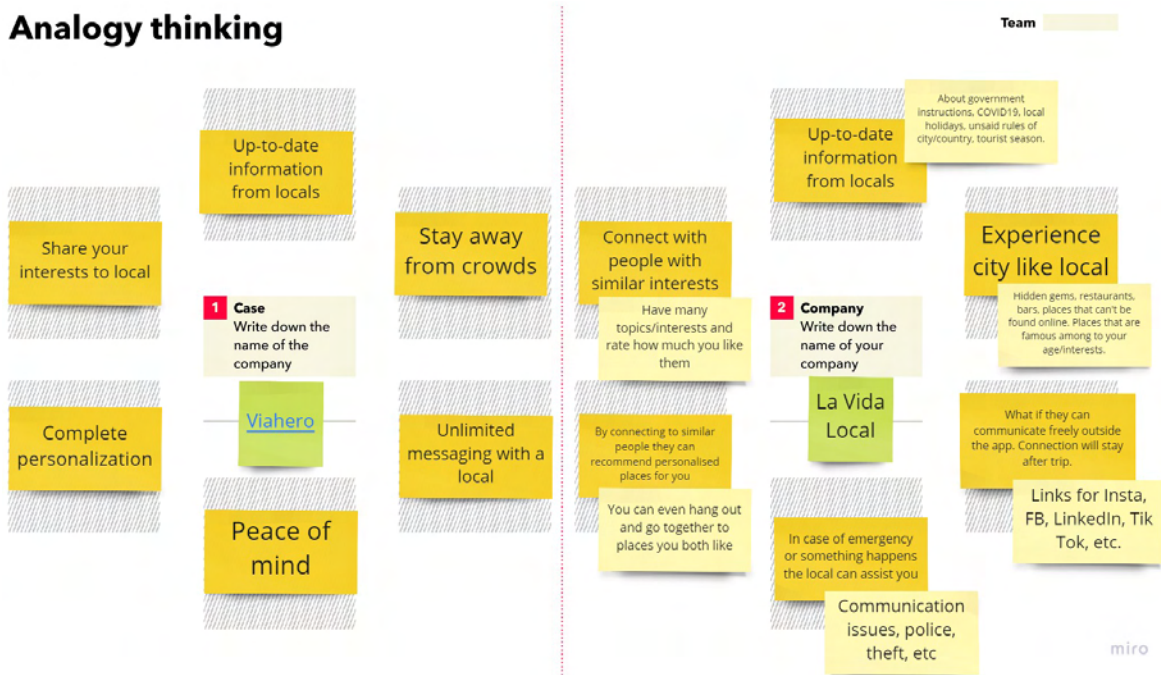 Analogy thinking
Team
Up-to-date
information
from locals
Share your
interests to local
Stay away
from crowds
1 Case
Write down the
name of the
company
Viahero
Complete
personalization
Unlimited
messaging with a
local
Peace of
mind
Up-to-date
information
from locals
About government
instructions, COVID19, local
holidays, unsaid rules of
city/country, tourist season.
Connect with
people with
similar interests
Have many
topics/interests and
rate how much you like
them
Experience
city like local
Hidden gems, restaurants,
bars, places that can't be
found online. Places that are
famous among to your
age/interests.
2 Company
Write down the
name of your
company
La Vida
Local
By connecting to similar
people they can
recommend personalised
places for you
You can even hang out
and go together to
places you both like
What if they can
communicate freely outside
the app. Connection will stay
after trip.
Links for Insta,
FB, LinkedIn, Tik
Tok, etc.
In case of emergency
or something happens
the local can assist you
Communication
issues, police,
theft, etc
miro